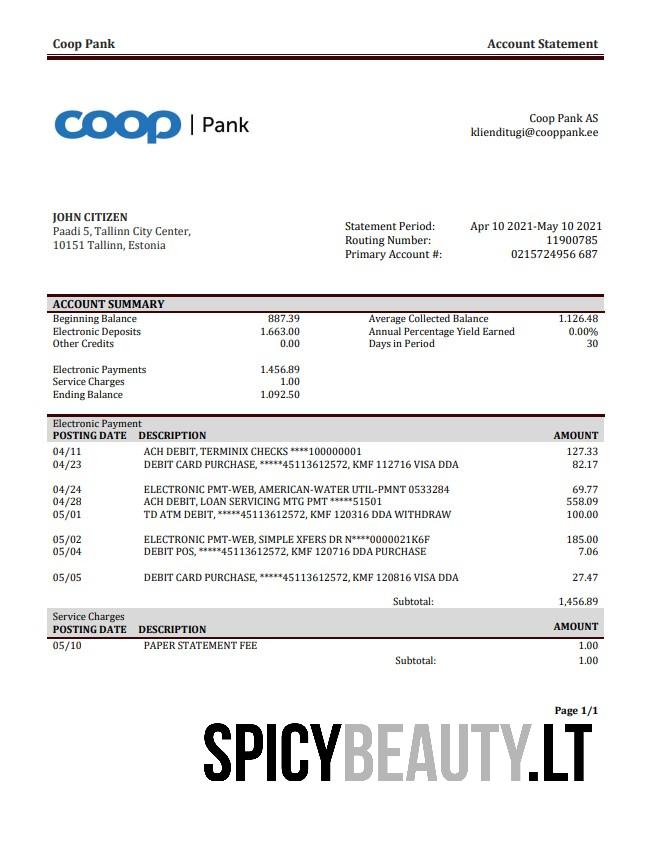 Coop Pank Account Statement
coop | Pank
Coop Pank AS
klienditugi@cooppank.ee
JOHN CITIZEN
Paadi 5, Tallinn City Center,
10151 Tallinn, Estonia
Statement Period: Apr 10 2021-May 10 2021
Routing Number: 11900785
Primary Account #: 0215724956 687
ACCOUNT SUMMARY
Beginning Balance 887.39 Average Collected Balance 1.126.48
Electronic Deposits 1.663.00 Annual Percentage Yield Earned 0.00%
Other Credits 0.00 Days in Period 30
Electronic Payments 1.456.89
Service Charges 1.00
Ending Balance 1.092.50
Electronic Payment
POSTING DATE DESCRIPTION AMOUNT
04/11 ACH DEBIT, TERMINIX CHECKS ****100000001 127.33
04/23 DEBIT CARD PURCHASE, *****45113612572, KMF 112716 VISA DDA 82.17
04/24 ELECTRONIC PMT-WEB, AMERICAN-WATER UTIL-PMNT 0533284 69.77
04/28 ACH DEBIT, LOAN SERVICING MTG PMT *****51501 558.09
05/01 TD ATM DEBIT, *****45113612572, KMF 120316 DDA WITHDRAW 100.00
05/02 ELECTRONIC PMT-WEB, SIMPLE XFERS DR N****0000021K6F 185.00
05/04 DEBIT POS, *****45113612572, KMF 120716 DDA PURCHASE 7.06
05/05 DEBIT CARD PURCHASE, *****45113612572, KMF 120816 VISA DDA 27.47
Subtotal: 1,456.89
Service Charges
POSTING DATE DESCRIPTION AMOUNT
05/10 PAPER STATEMENT FEE 1.00
Subtotal: 1.00
Page 1/1
SPICYBEAUTY.LT